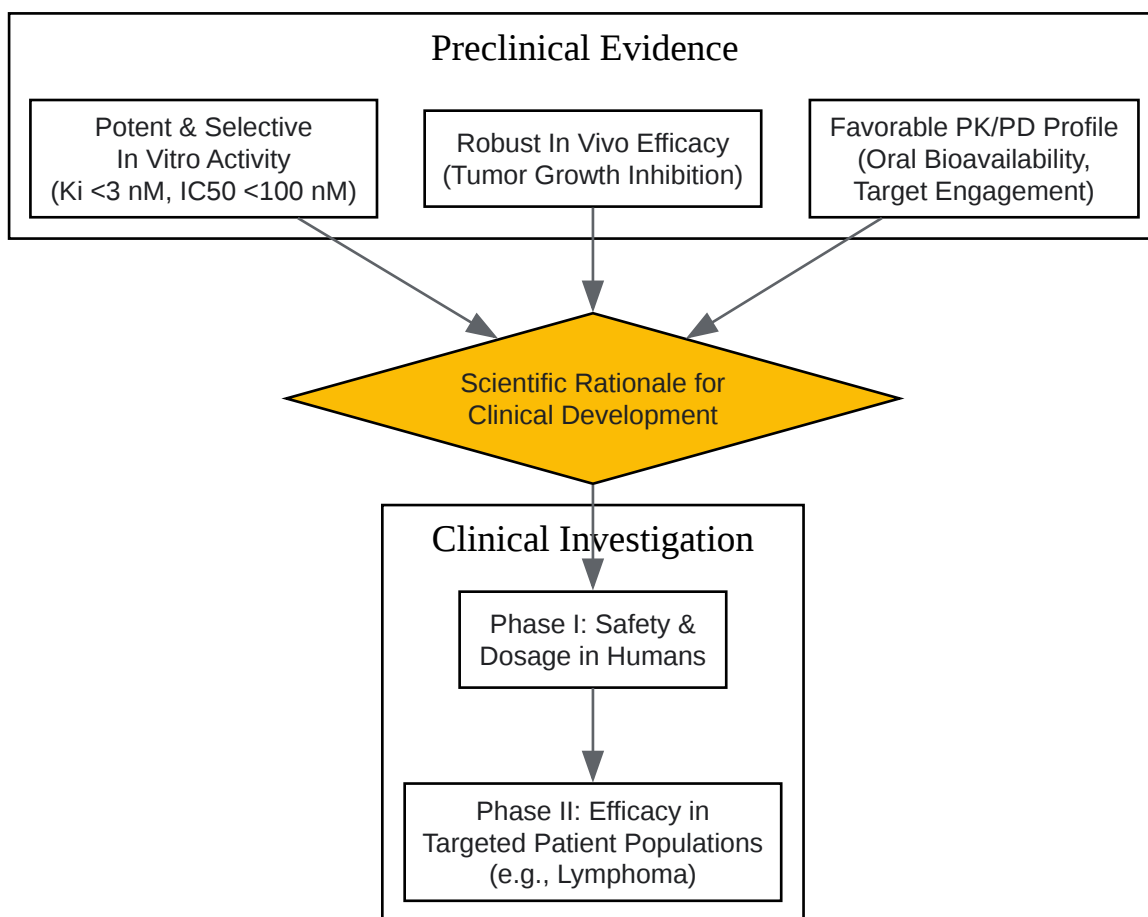 Preclinical Evidence
Potent & Selective
In Vitro Activity
(Ki <3 nM, IC50 <100 nM)
Robust In Vivo Efficacy
(Tumor Growth Inhibition)
Favorable PK/PD Profile
(Oral Bioavailability,
Target Engagement)
Scientific Rationale for
Clinical Development
Clinical Investigation
Phase I: Safety &
Dosage in Humans
Phase II: Efficacy in
Targeted Patient Populations
(e.g., Lymphoma)